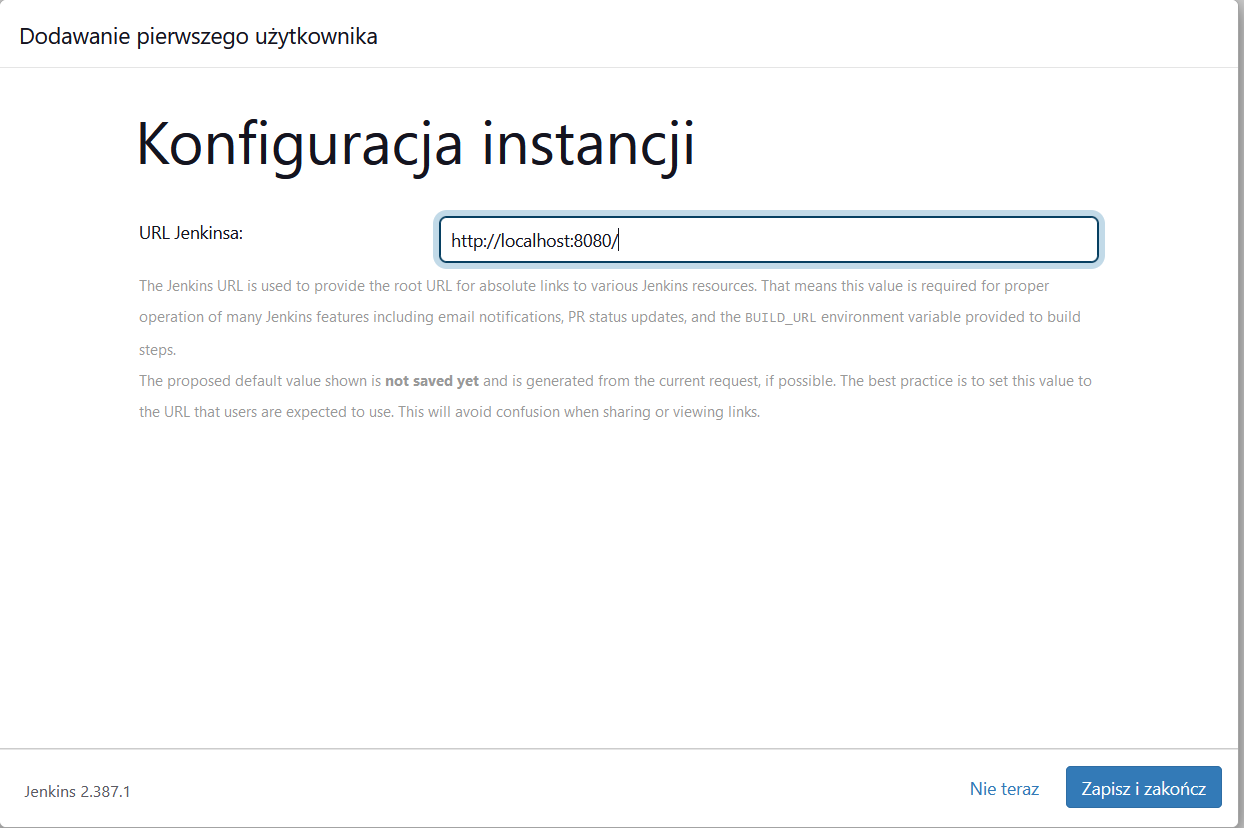 Dodawanie pierwszego użytkownika
Konfiguracja instancji
URL Jenkinsa:
http://localhost:8080/
The Jenkins URL is used to provide the root URL for absolute links to various Jenkins resources. That means this value is required for proper
operation of many Jenkins features including email notifications, PR status updates, and the BUILD_URL environment variable provided to build
steps.
The proposed default value shown is not saved yet and is generated from the current request, if possible. The best practice is to set this value to
the URL that users are expected to use. This will avoid confusion when sharing or viewing links.
Jenkins 2.387.1
Nie teraz
Zapisz i zakończ